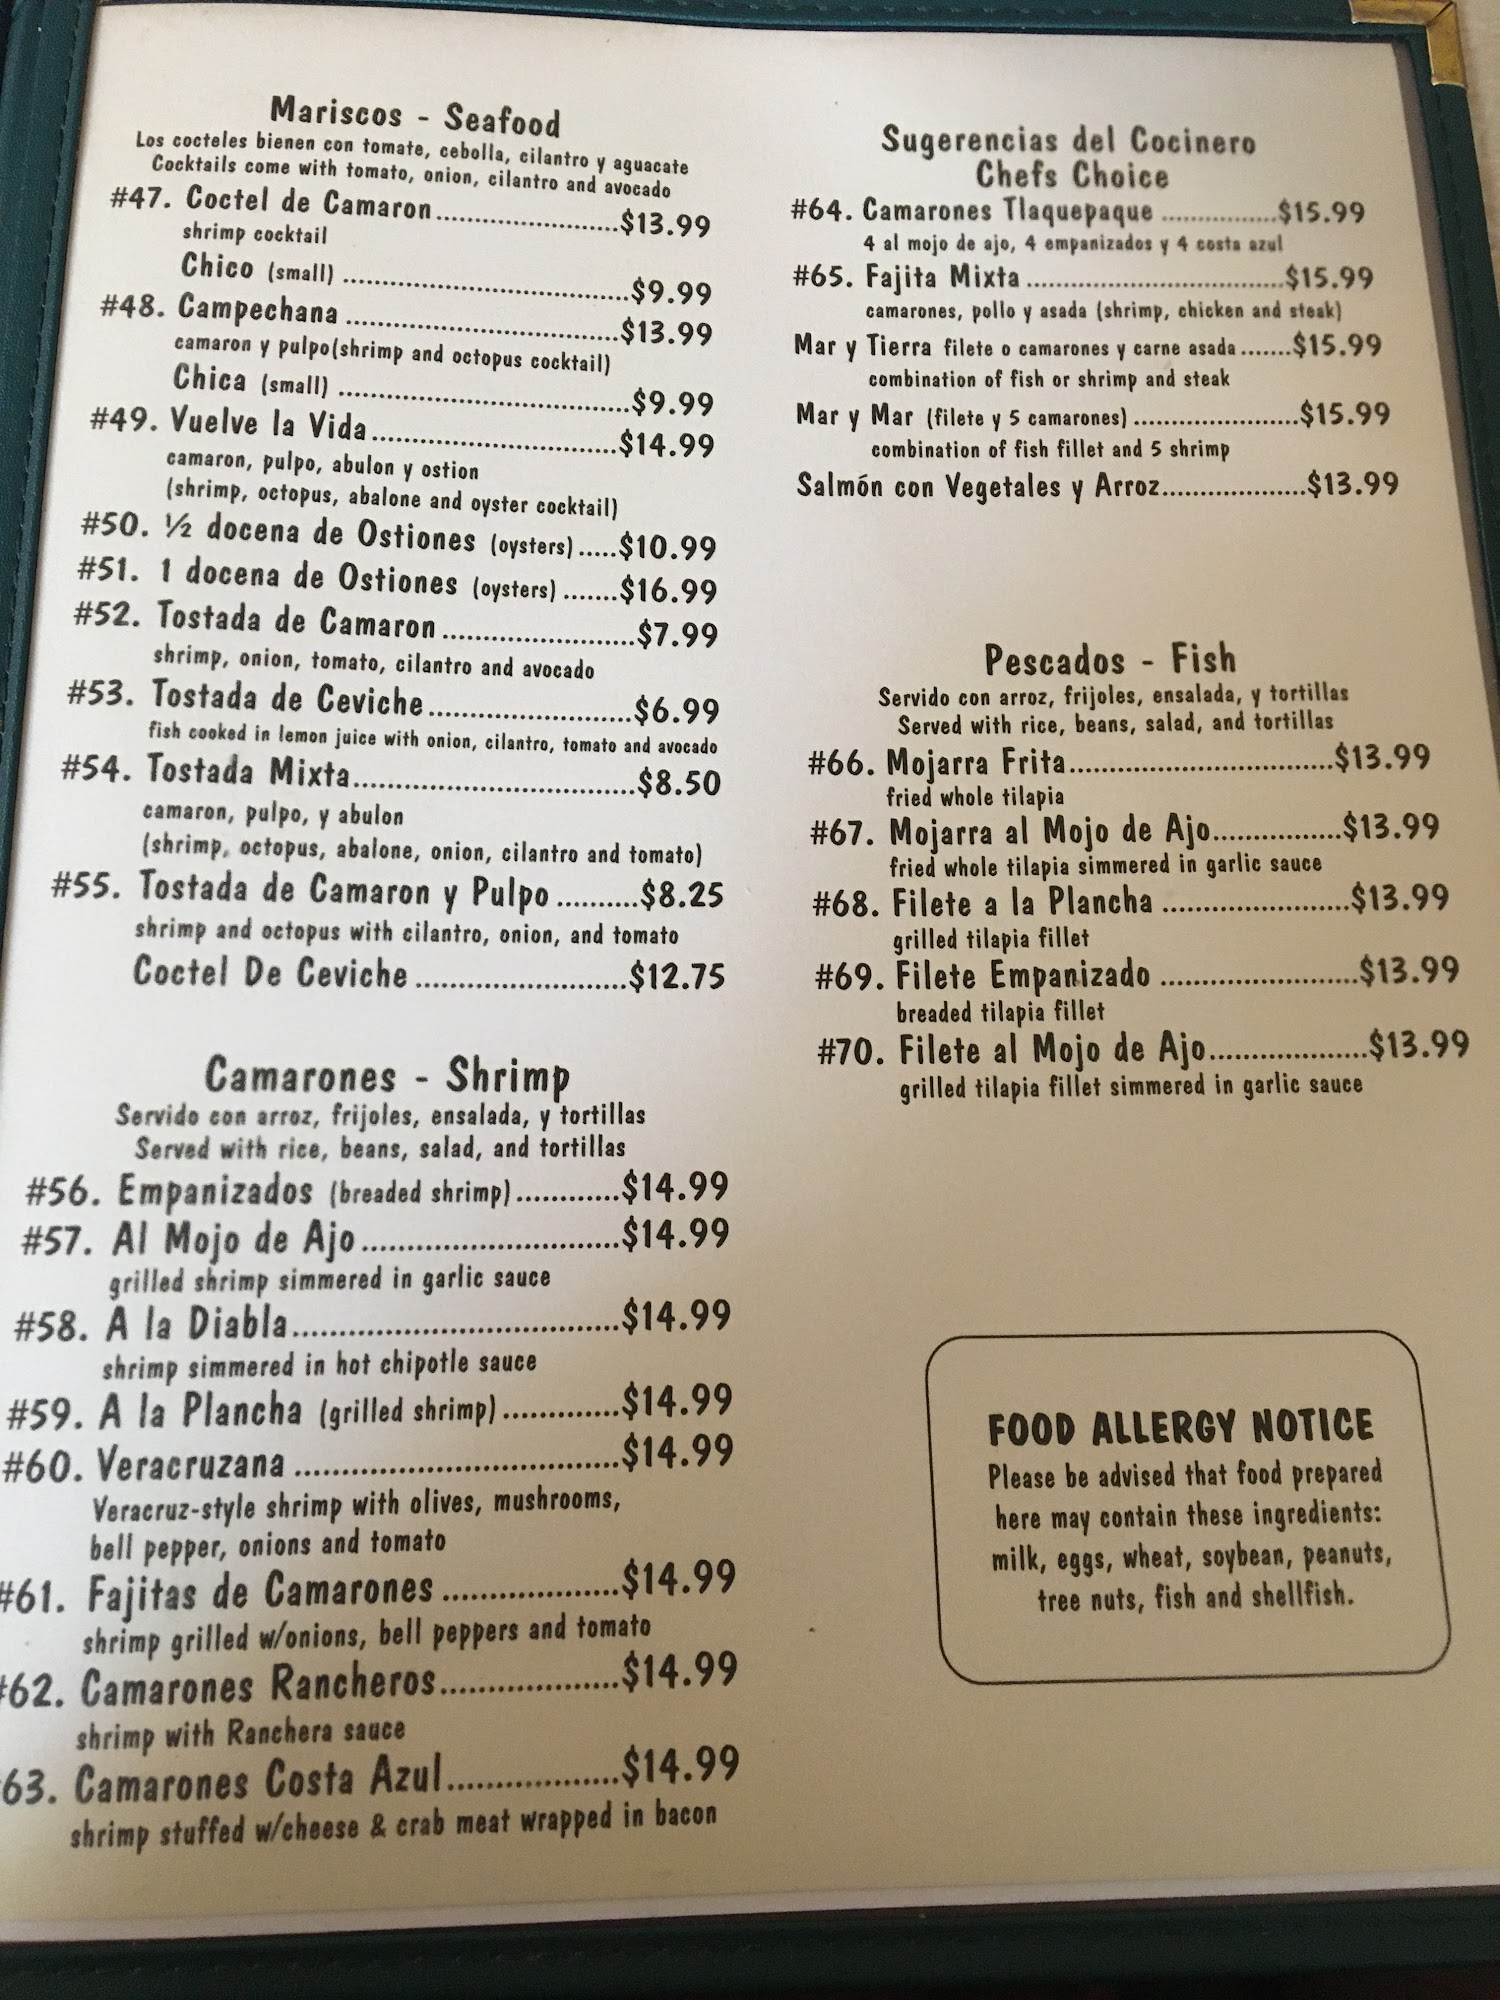 Mariscos - Seafood
Los cocteles bienen con tomate, cebolla, cilantro y aguacate
Cocktails come with tomato, onion, cilantro and avocado
#47. Coctel de Camaron..........$13.99
shrimp cocktail
Chico (small)..........$9.99
#48. Campechana..........$13.99
camaron y pulpo(shrimp and octopus cocktail)
Chica (small)..........$9.99
#49. Vuelve la Vida..........$14.99
camaron, pulpo, abulon y ostion
(shrimp, octopus, abalone and oyster cocktail)
#50. ½ docena de Ostiones (oysters).....$10.99
#51. 1 docena de Ostiones (oysters).......$16.99
#52. Tostada de Camaron..........$7.99
shrimp, onion, tomato, cilantro and avocado
#53. Tostada de Ceviche..........$6.99
fish cooked in lemon juice with onion, cilantro, tomato and avocado
#54. Tostada Mixta..........$8.50
camaron, pulpo, y abulon
(shrimp, octopus, abalone, onion, cilantro and tomato)
#55. Tostada de Camaron y Pulpo..........$8.25
shrimp and octopus with cilantro, onion, and tomato
Coctel De Ceviche..........$12.75
Camarones - Shrimp
Servido con arroz, frijoles, ensalada, y tortillas
Served with rice, beans, salad, and tortillas
#56. Empanizados (breaded shrimp)..........$14.99
#57. Al Mojo de Ajo..........$14.99
grilled shrimp simmered in garlic sauce
#58. A la Diabla..........$14.99
shrimp simmered in hot chipotle sauce
#59. A la Plancha (grilled shrimp)..........$14.99
#60. Veracruzana..........$14.99
Veracruz-style shrimp with olives, mushrooms,
bell pepper, onions and tomato
#61. Fajitas de Camarones..........$14.99
shrimp grilled w/onions, bell peppers and tomato
#62. Camarones Rancheros..........$14.99
shrimp with Ranchera sauce
63. Camarones Costa Azul..........$14.99
shrimp stuffed w/cheese & crab meat wrapped in bacon
Sugerencias del Cocinero
Chefs Choice
#64. Camarones Tlaquepaque..........$15.99
4 al mojo de ajo, 4 empanizados y 4 costa azul
#65. Fajita Mixta..........$15.99
camarones, pollo y asada (shrimp, chicken and steak)
Mar y Tierra filete o camarones y carne asada.......$15.99
combination of fish or shrimp and steak
Mar y Mar (filete y 5 camarones)..........$15.99
combination of fish fillet and 5 shrimp
Salmón con Vegetales y Arroz..........$13.99
Pescados - Fish
Servido con arroz, frijoles, ensalada, y tortillas
Served with rice, beans, salad, and tortillas
#66. Mojarra Frita..........$13.99
fried whole tilapia
#67. Mojarra al Mojo de Ajo..........$13.99
fried whole tilapia simmered in garlic sauce
#68. Filete a la Plancha..........$13.99
grilled tilapia fillet
#69. Filete Empanizado..........$13.99
breaded tilapia fillet
#70. Filete al Mojo de Ajo..........$13.99
grilled tilapia fillet simmered in garlic sauce
FOOD ALLERGY NOTICE
Please be advised that food prepared
here may contain these ingredients:
milk, eggs, wheat, soybean, peanuts,
tree nuts, fish and shellfish.